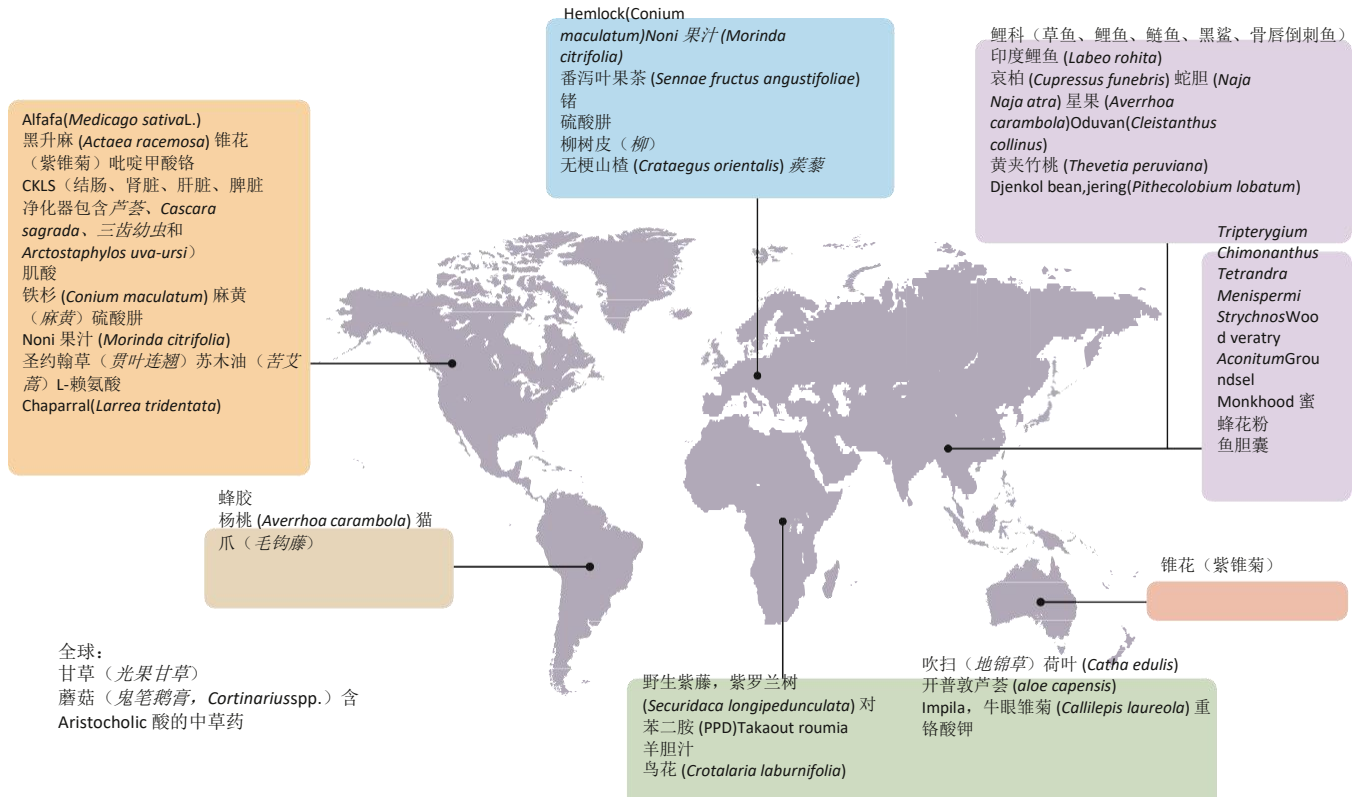 Hemlock(Conium
maculatum)Noni 果汁 (Morinda
citrifolia)
番泻叶果茶 (Sennae fructus angustifoliae)
锗
硫酸肼
柳树皮（柳）
无梗山楂 (Crataegus orientalis) 蒺藜
鲤科（草鱼、鲤鱼、鲢鱼、黑鲨、骨唇倒刺鱼）
印度鲤鱼 (Labeo rohita)
哀柏 (Cupressus funebris) 蛇胆 (Naja
Naja atra) 星果 (Averrhoa
carambola)Oduvan(Cleistanthus
collinus)
黄夹竹桃 (Thevetia peruviana)
Djenkol bean,jering(Pithecolobium lobatum)
Alfafa(Medicago sativaL.)
黑升麻 (Actaea racemosa) 锥花
（紫锥菊）吡啶甲酸铬
CKLS（结肠、肾脏、肝脏、脾脏
净化器包含芦荟、Cascara
sagrada、三齿幼虫和
Arctostaphylos uva-ursi）
肌酸
铁杉 (Conium maculatum) 麻黄
（麻黄）硫酸肼
Noni 果汁 (Morinda citrifolia)
圣约翰草（贯叶连翘）苏木油（苦艾
蒿）L-赖氨酸
Chaparral(Larrea tridentata)
Tripterygium
Chimonanthus
Tetrandra
Menispermi
StrychnosWoo
d veratry
AconitumGrou
ndsel
Monkhood 蜜
蜂花粉
鱼胆囊
蜂胶
杨桃 (Averrhoa carambola) 猫
爪（毛钩藤）
锥花（紫锥菊）
全球：
甘草（光果甘草）
蘑菇（鬼笔鹅膏，Cortinariusspp.）含
Aristocholic 酸的中草药
野生紫藤，紫罗兰树
(Securidaca longipedunculata) 对
苯二胺 (PPD)Takaout roumia
羊胆汁
鸟花 (Crotalaria laburnifolia)
吹扫（地锦草）荷叶 (Catha edulis)
开普敦芦荟 (aloe capensis)
Impila，牛眼雏菊 (Callilepis laureola) 重
铬酸钾